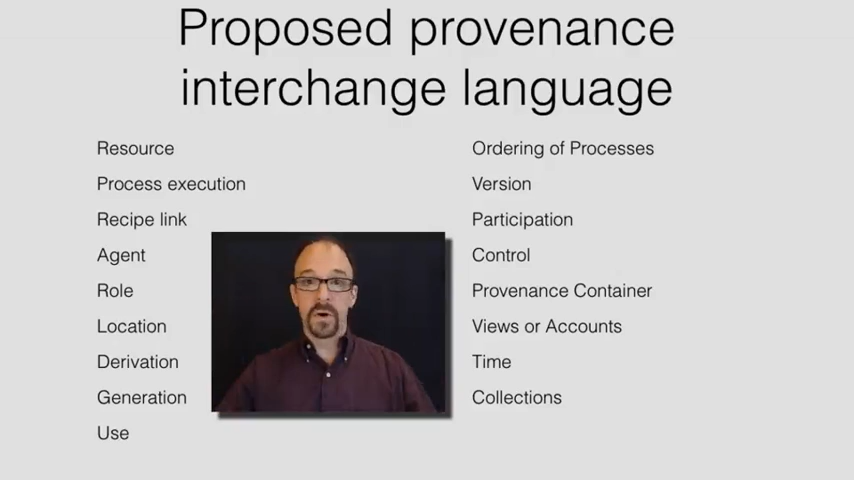 Proposed provenance
interchange language
Resource
Process execution
Recipe link
Agent
Role
Location
Derivation
Generation
Use
Ordering of Processes
Version
Participation
Control
Provenance Container
Views or Accounts
Time
Collections